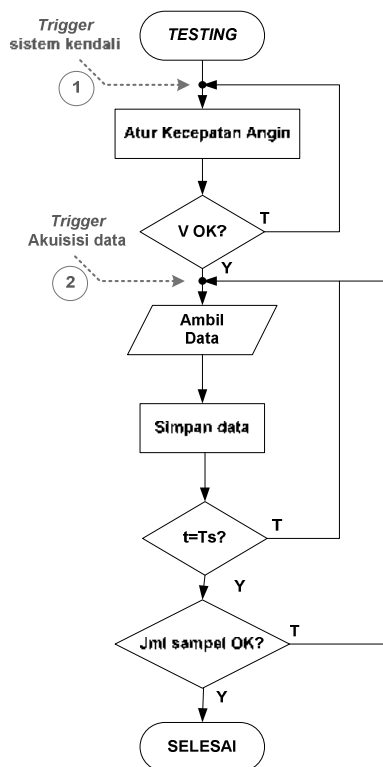 TESTING
Trigger
sistem kendali
1
Atur Kecepatan Angin
V OK?
T
Y
Trigger
Akuisisi data
2
Ambil
Data
Simpan data
t=Ts?
T
Y
Jml sampel OK?
T
Y
SELESAI